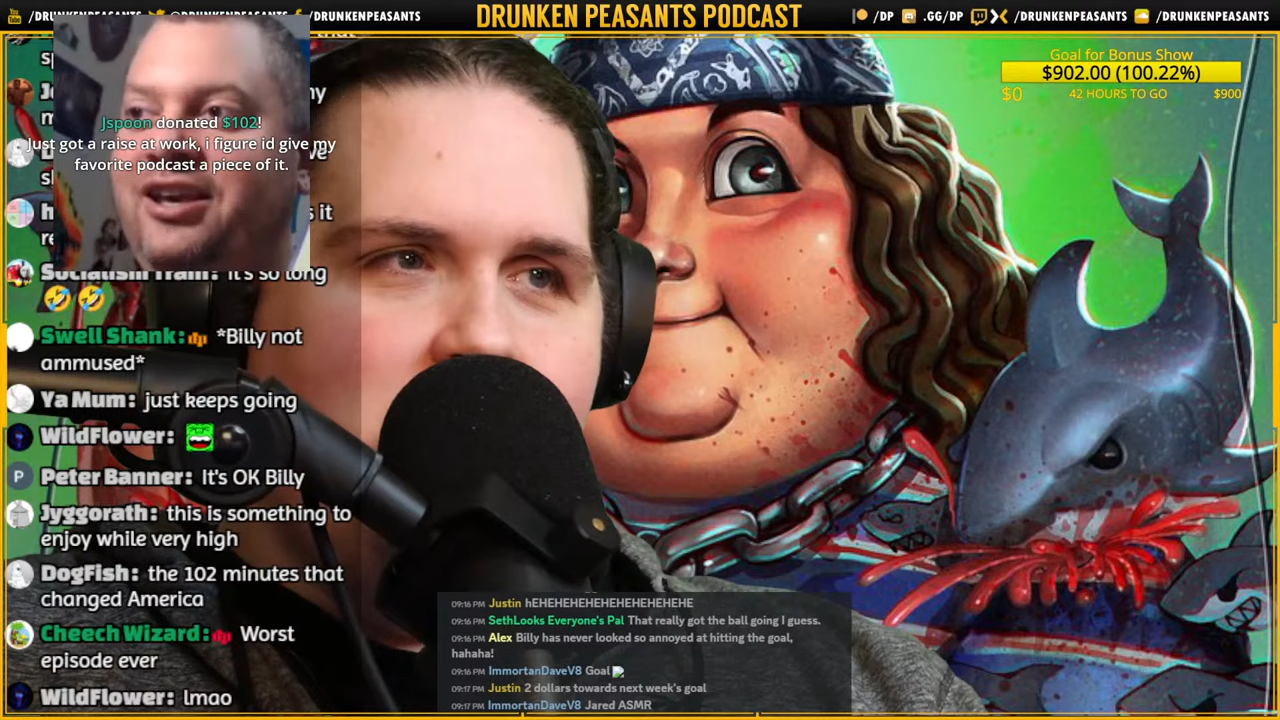 /DRUNKENPEASANTS @DRUNKENPEASANTS /DRUNKENPEASANTS
DRUNKEN PEASANTS PODCAST
/DP .GG/DP /DRUNKENPEASANTS /DRUNKENPEASANTS
Goal for Bonus Show
$902.00 (100.22%)
$0 42 HOURS TO GO $900
Jspoon donated $102!
Just got a raise at work, i figure id give my
favorite podcast a piece of it.
Socialism Train: It's so long
Swell Shank: *Billy not
ammused*
Ya Mum: just keeps going
WildFlower:
P Peter Banner: It's OK Billy
Jyggorath: this is something to
enjoy while very high
DogFish: the 102 minutes that
changed America
Cheech Wizard: Worst
episode ever
WildFlower: lmao
09:16 PM Justin hEHEHEHEHEHEHEHEHEHEHE
09:16 PM SethLooks Everyone's Pal That really got the ball going I guess.
09:16 PM Alex Billy has never looked so annoyed at hitting the goal,
hahaha!
09:16 PM ImmortanDaveV8 Goal
09:17 PM Justin 2 dollars towards next week's goal
09:17 PM ImmortanDaveV8 Jared ASMR